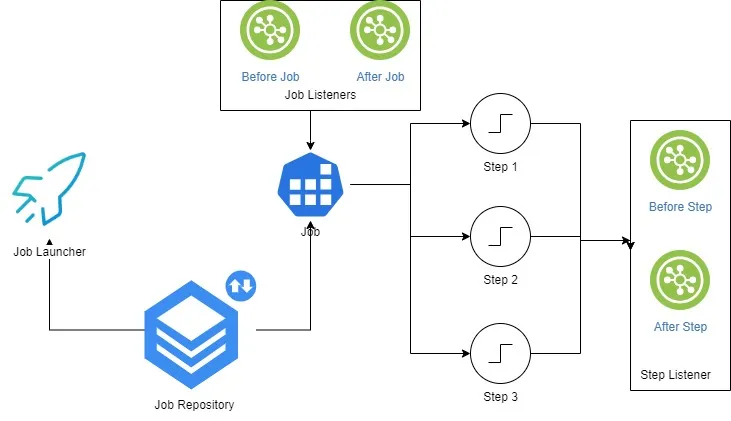 Before Job
After Job
Job Listeners
Step 1
Before Step
Job
Job Launcher
Step 2
After Step
Step Listener
Job Repository
Step 3